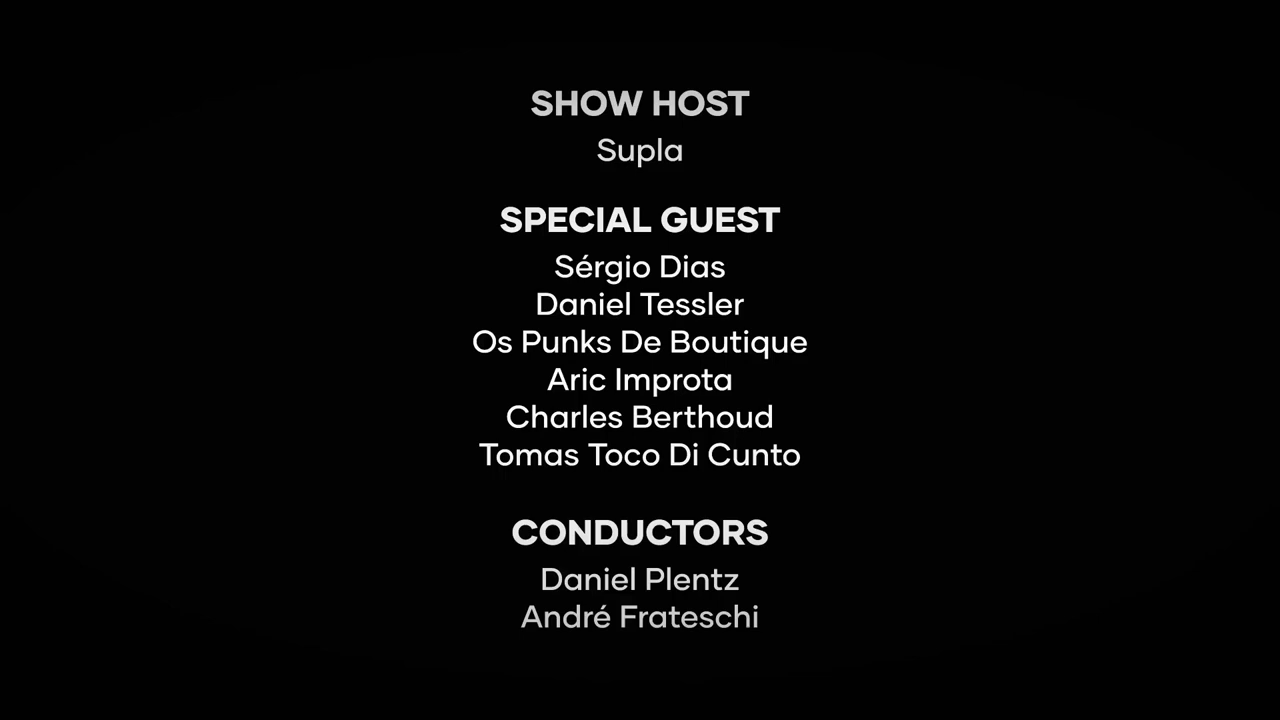 SHOW HOST
Supla
SPECIAL GUEST
Sérgio Dias
Daniel Tessler
Os Punks De Boutique
Aric Improta
Charles Berthoud
Tomas Toco Di Cunto
CONDUCTORS
Daniel Plentz
André Frateschi